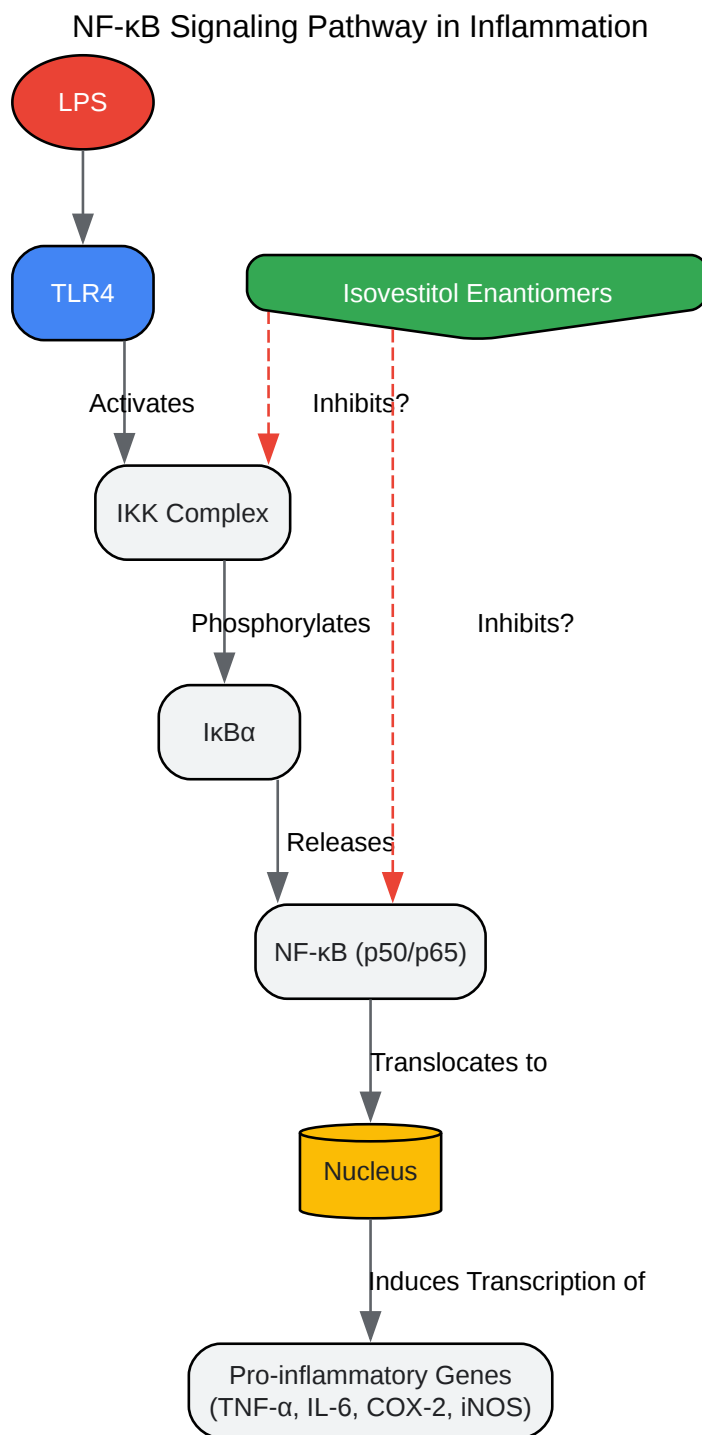 NF-κB Signaling Pathway in Inflammation
LPS
TLR4
Isovestitol Enantiomers
Activates
Inhibits?
IKK Complex
Phosphorylates
Inhibits?
IκBα
Releases
NF-κB (p50/p65)
Translocates to
Nucleus
Induces Transcription of
Pro-inflammatory Genes
(TNF-α, IL-6, COX-2, iNOS)